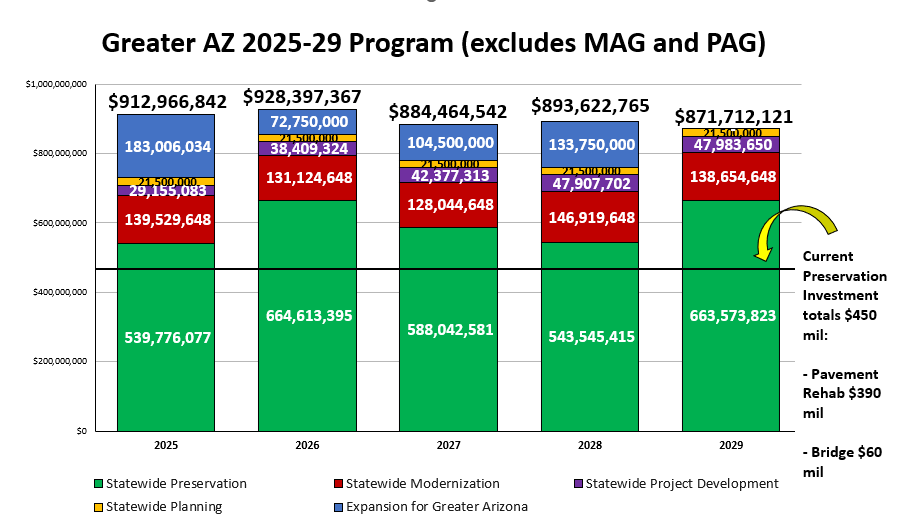 Greater AZ 2025-29 Program (excludes MAG and PAG)
$1,000,000,000
$800,000,000
$600,000,000
$400,000,000
$200,000,000
$0
$912,966,842
183,006,034
21,500,000
29,155,083
139,529,648
539,776,077
2025
$928,397,367
72,750,000
21,500,000
38,409,324
131,124,648
664,613,395
2026
$884,464,542
104,500,000
21,500,000
42,377,313
128,044,648
588,042,581
2027
$893,622,765
133,750,000
21,500,000
47,907,702
146,919,648
543,545,415
2028
$871,712,121
21,500,000
47,983,650
138,654,648
663,573,823
2029
Current
Preservation
Investment
totals $450
mil:
- Pavement
Rehab $390
mil
- Bridge $60
mil
Statewide Preservation
Statewide Modernization
Statewide Project Development
Statewide Planning
Expansion for Greater Arizona